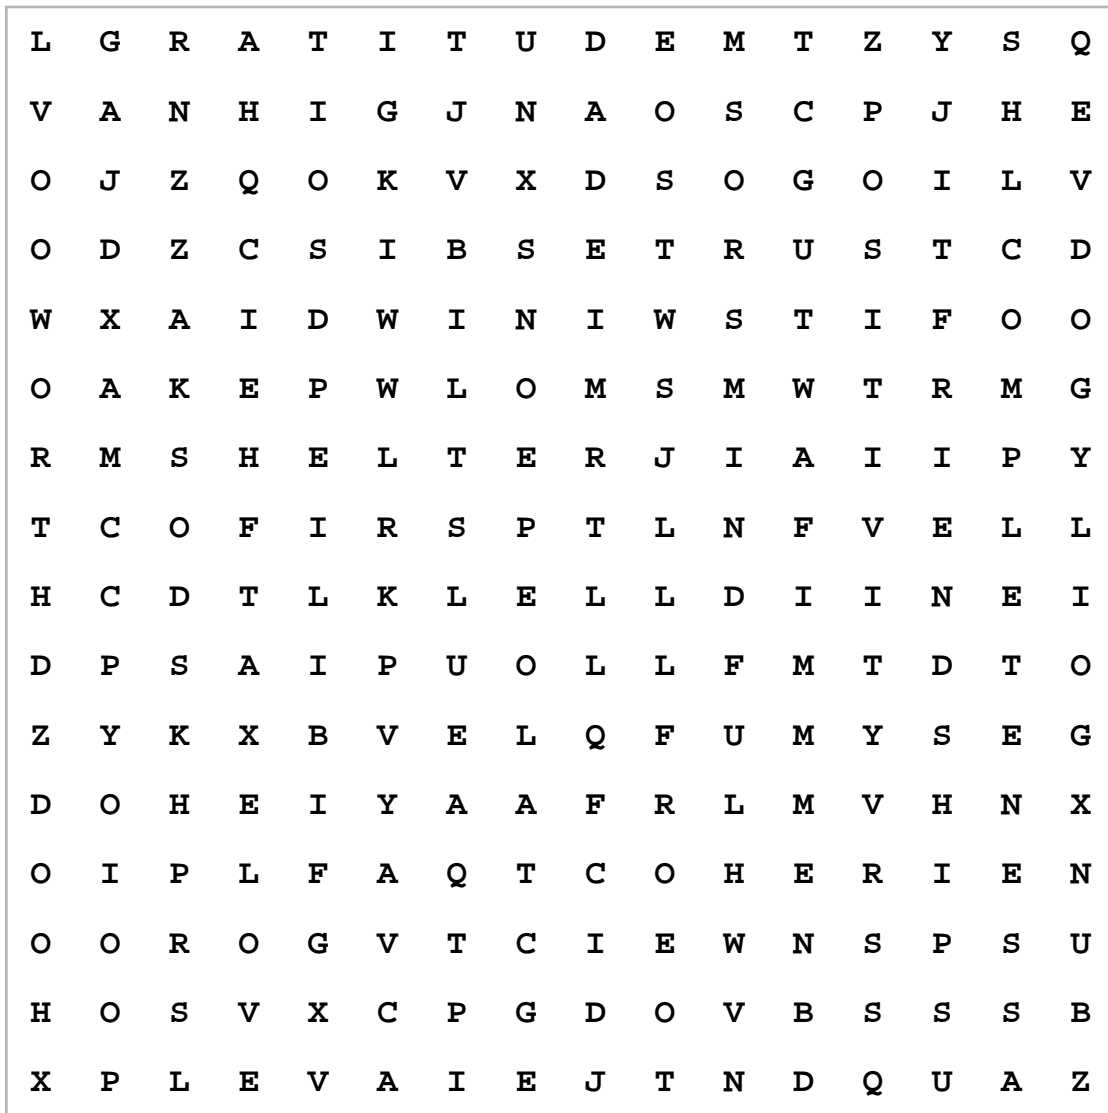 L G R A T I T U D E M T Z Y S Q
V A N H I G J N A O S C P J H E
O J Z Q O K V X D S O G O I L V
O D Z C S I B S E T R U S T C D
W X A I D W I N I W S T I F O O
O A K E P W L O M S M W T R M G
R M S H E L T E R J I A I I P Y
T C O F I R S P T L N F V E L L
H C D T L K L E L L D I I N E I
D P S A I P U O L L F M T D T O
Z Y K X B V E L Q F U M Y S E G
D O H E I Y A A F R L M V H N X
O I P L F A Q T C O H E R I E N
O O R O G V T C I E W N S P S U
H O S V X C P G D O V B S S S B
X P L E V A I E J T N D Q U A Z